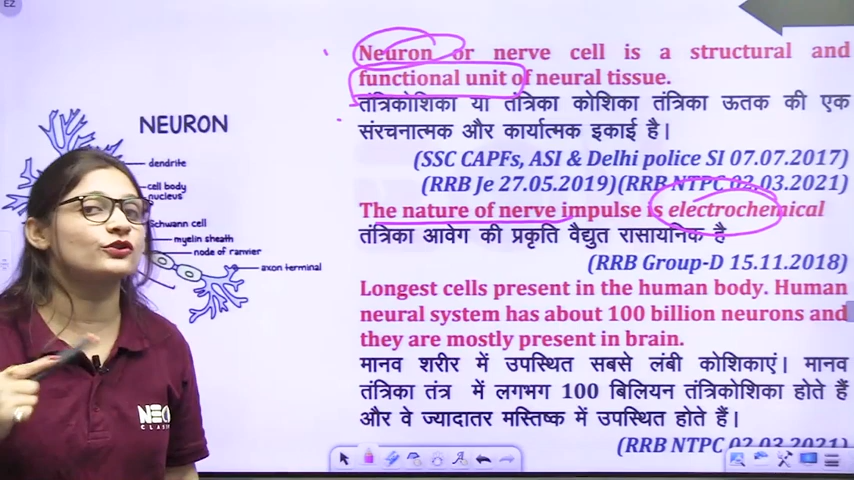 EZ
Neuron or nerve cell is a structural and
functional unit of neural tissue.
तंत्रिकोशिका या तंत्रिका कोशिका तंत्रिका ऊतक की एक
संरचनात्मक और कार्यात्मक इकाई है।
(SSC CAPFs, ASI & Delhi police SI 07.07.2017)
(RRB Je 27.05.2019)(RRB NTPC 02.03.2021)
The nature of nerve impulse is electrochemical
तंत्रिका आवेग की प्रकृति वैद्युत रासायनिक है
(RRB Group-D 15.11.2018)
Longest cells present in the human body. Human
neural system has about 100 billion neurons and
they are mostly present in brain.
मानव शरीर में उपस्थित सबसे लंबी कोशिकाएं। मानव
तंत्रिका तंत्र में लगभग 100 बिलियन तंत्रिकोशिका होते हैं
और वे ज्यादातर मस्तिष्क में उपस्थित होते हैं।
(RRB NTPC 02.03.2021)
NEURON
dendrite
cell body
nucleus
Schwann cell
myelin sheath
node of ranvier
axon terminal